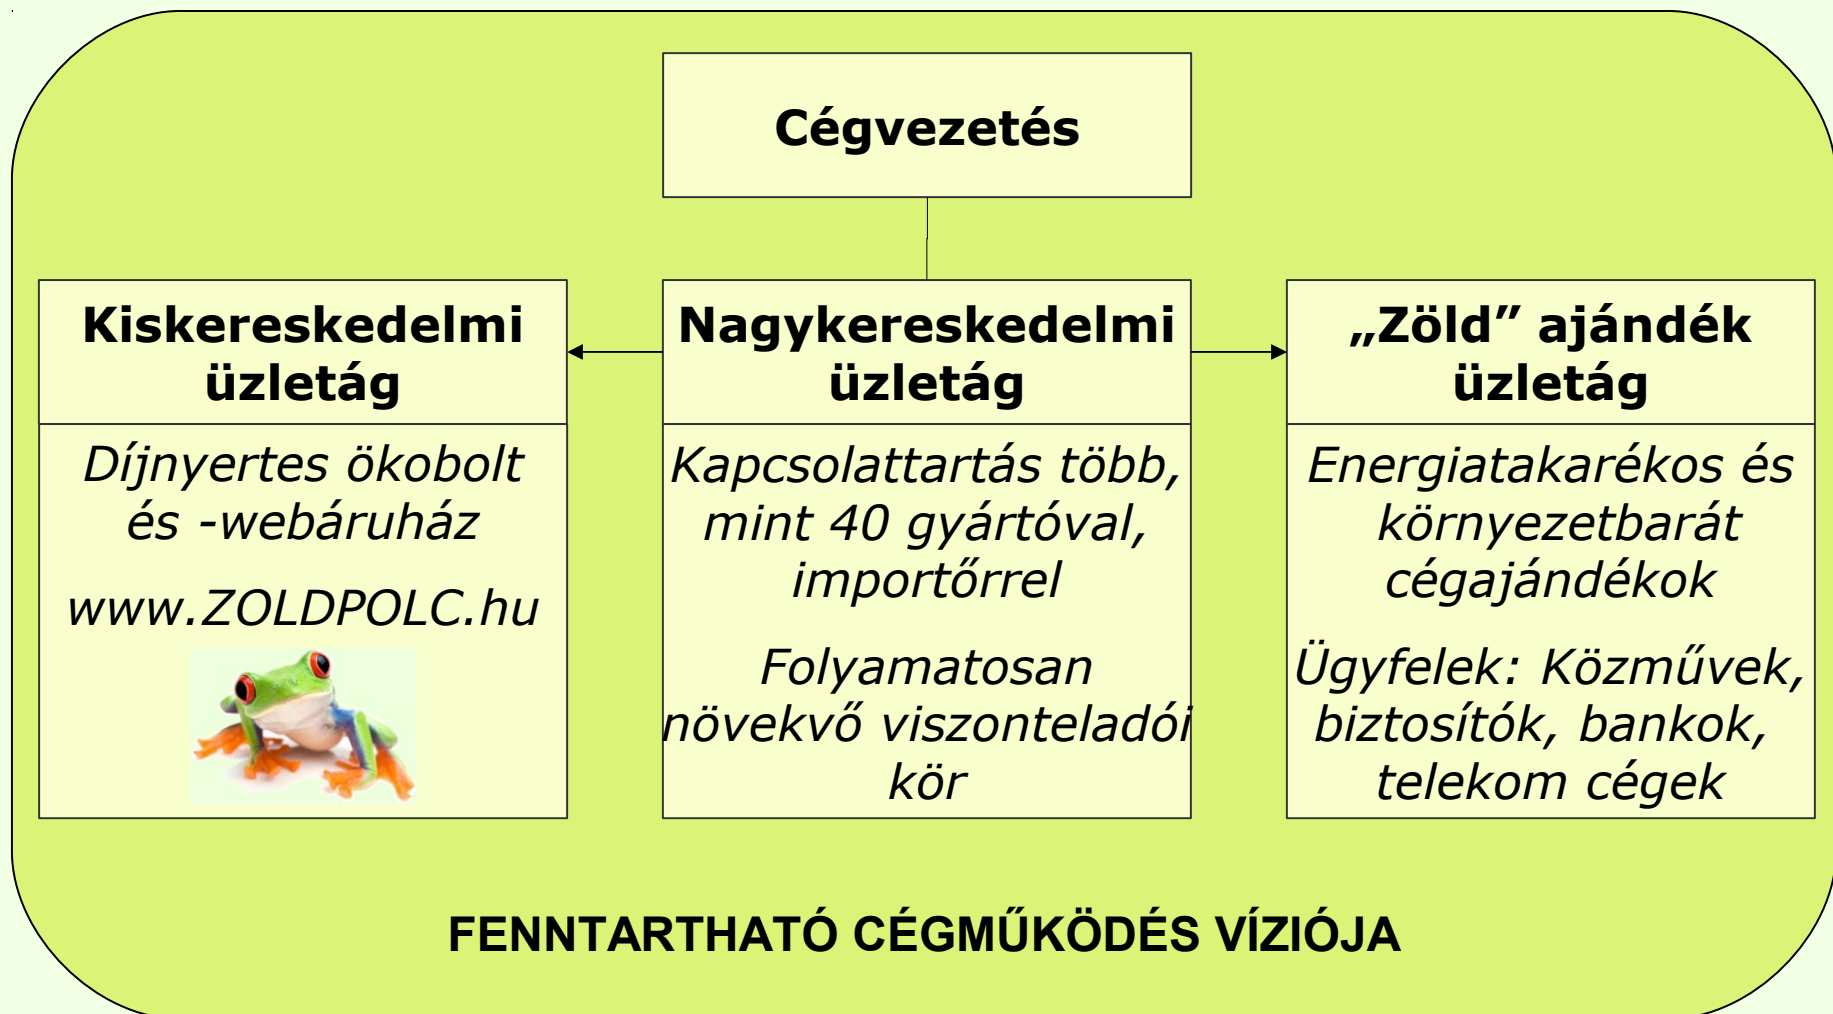 Cégvezetés
Kiskereskedelmi
üzletág
Díjnyertes ökobolt
és -webáruház
www.ZOLDPOLC.hu
Nagykereskedelmi
üzletág
Kapcsolattartás több,
mint 40 gyártóval,
importőrrel
Folyamatosan
növekvő viszonteladói
kör
„Zöld” ajándék
üzletág
Energiatakarékos és
környezetbarát
cégajándékok
Ügyfelek: Közművek,
biztosítók, bankok,
telekom cégek
FENNTARTHATÓ CÉGMŰKÖDÉS VÍZIÓJA